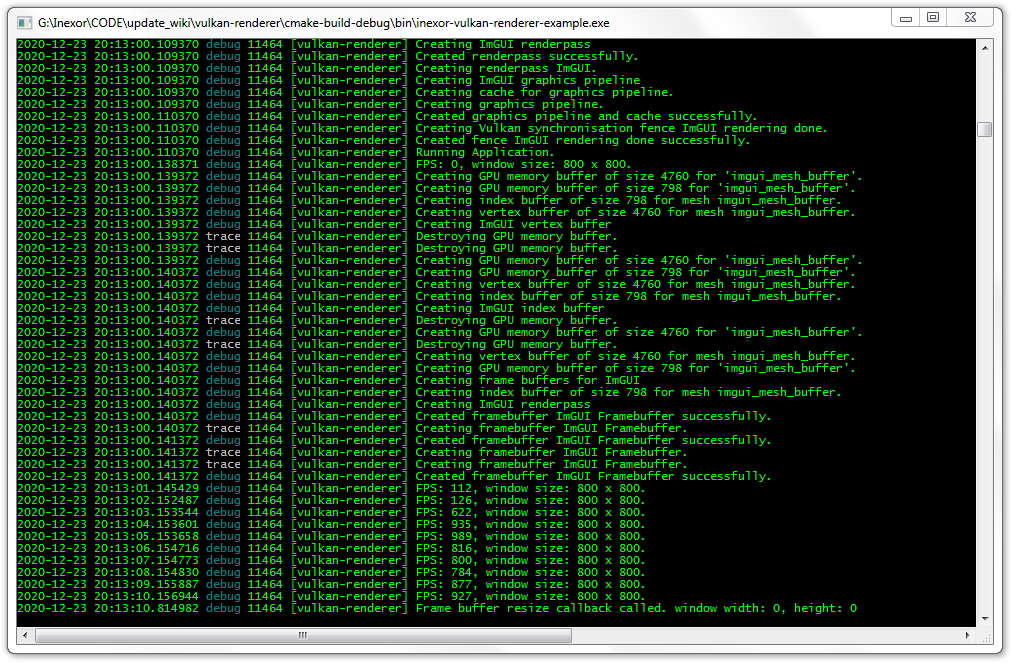 G:\Inexor\CODE\update_wiki\vulkan-renderer\cmake-build-debug\bin\inexor-vulkan-renderer-example.exe
2020-12-23 20:13:00.109370 debug 11464 [vulkan-renderer] Creating ImGUI renderpass
2020-12-23 20:13:00.109370 debug 11464 [vulkan-renderer] Created renderpass successfully.
2020-12-23 20:13:00.109370 debug 11464 [vulkan-renderer] Creating renderpass ImGUI.
2020-12-23 20:13:00.109370 debug 11464 [vulkan-renderer] Creating ImGUI graphics pipeline
2020-12-23 20:13:00.109370 debug 11464 [vulkan-renderer] Creating cache for graphics pipeline.
2020-12-23 20:13:00.109370 debug 11464 [vulkan-renderer] Creating graphics pipeline.
2020-12-23 20:13:00.110370 debug 11464 [vulkan-renderer] Created graphics pipeline and cache successfully.
2020-12-23 20:13:00.110370 debug 11464 [vulkan-renderer] Creating Vulkan synchronisation fence ImGUI rendering done.
2020-12-23 20:13:00.110370 debug 11464 [vulkan-renderer] Created fence ImGUI rendering done successfully.
2020-12-23 20:13:00.110370 debug 11464 [vulkan-renderer] Running Application.
2020-12-23 20:13:00.138371 debug 11464 [vulkan-renderer] FPS: 0, window size: 800 x 800.
2020-12-23 20:13:00.139372 debug 11464 [vulkan-renderer] Creating GPU memory buffer of size 4760 for 'imgui_mesh_buffer'.
2020-12-23 20:13:00.139372 debug 11464 [vulkan-renderer] Creating GPU memory buffer of size 798 for 'imgui_mesh_buffer'.
2020-12-23 20:13:00.139372 debug 11464 [vulkan-renderer] Creating index buffer of size 798 for mesh imgui_mesh_buffer.
2020-12-23 20:13:00.139372 debug 11464 [vulkan-renderer] Creating vertex buffer of size 4760 for mesh imgui_mesh_buffer.
2020-12-23 20:13:00.139372 debug 11464 [vulkan-renderer] Creating ImGUI vertex buffer
2020-12-23 20:13:00.139372 trace 11464 [vulkan-renderer] Destroying GPU memory buffer.
2020-12-23 20:13:00.139372 trace 11464 [vulkan-renderer] Destroying GPU memory buffer.
2020-12-23 20:13:00.139372 debug 11464 [vulkan-renderer] Creating GPU memory buffer of size 4760 for 'imgui_mesh_buffer'.
2020-12-23 20:13:00.140372 debug 11464 [vulkan-renderer] Creating GPU memory buffer of size 798 for 'imgui_mesh_buffer'.
2020-12-23 20:13:00.140372 debug 11464 [vulkan-renderer] Creating vertex buffer of size 4760 for mesh imgui_mesh_buffer.
2020-12-23 20:13:00.140372 debug 11464 [vulkan-renderer] Creating index buffer of size 798 for mesh imgui_mesh_buffer.
2020-12-23 20:13:00.140372 debug 11464 [vulkan-renderer] Creating ImGUI index buffer
2020-12-23 20:13:00.140372 trace 11464 [vulkan-renderer] Destroying GPU memory buffer.
2020-12-23 20:13:00.140372 debug 11464 [vulkan-renderer] Creating GPU memory buffer of size 4760 for 'imgui_mesh_buffer'.
2020-12-23 20:13:00.140372 trace 11464 [vulkan-renderer] Destroying GPU memory buffer.
2020-12-23 20:13:00.140372 debug 11464 [vulkan-renderer] Creating vertex buffer of size 4760 for mesh imgui_mesh_buffer.
2020-12-23 20:13:00.140372 debug 11464 [vulkan-renderer] Creating GPU memory buffer of size 798 for 'imgui_mesh_buffer'.
2020-12-23 20:13:00.140372 debug 11464 [vulkan-renderer] Creating frame buffers for ImGUI
2020-12-23 20:13:00.140372 debug 11464 [vulkan-renderer] Creating index buffer of size 798 for mesh imgui_mesh_buffer.
2020-12-23 20:13:00.140372 debug 11464 [vulkan-renderer] Creating ImGUI renderpass
2020-12-23 20:13:00.140372 debug 11464 [vulkan-renderer] Created framebuffer ImGUI Framebuffer successfully.
2020-12-23 20:13:00.140372 trace 11464 [vulkan-renderer] Creating framebuffer ImGUI Framebuffer.
2020-12-23 20:13:00.141372 debug 11464 [vulkan-renderer] Created framebuffer ImGUI Framebuffer successfully.
2020-12-23 20:13:00.141372 trace 11464 [vulkan-renderer] Creating framebuffer ImGUI Framebuffer.
2020-12-23 20:13:00.141372 trace 11464 [vulkan-renderer] Creating framebuffer ImGUI Framebuffer.
2020-12-23 20:13:00.141372 debug 11464 [vulkan-renderer] Created framebuffer ImGUI Framebuffer successfully.
2020-12-23 20:13:01.145429 debug 11464 [vulkan-renderer] FPS: 112, window size: 800 x 800.
2020-12-23 20:13:02.152487 debug 11464 [vulkan-renderer] FPS: 126, window size: 800 x 800.
2020-12-23 20:13:03.153544 debug 11464 [vulkan-renderer] FPS: 622, window size: 800 x 800.
2020-12-23 20:13:04.153601 debug 11464 [vulkan-renderer] FPS: 935, window size: 800 x 800.
2020-12-23 20:13:05.153658 debug 11464 [vulkan-renderer] FPS: 989, window size: 800 x 800.
2020-12-23 20:13:06.154716 debug 11464 [vulkan-renderer] FPS: 816, window size: 800 x 800.
2020-12-23 20:13:07.154773 debug 11464 [vulkan-renderer] FPS: 800, window size: 800 x 800.
2020-12-23 20:13:08.154830 debug 11464 [vulkan-renderer] FPS: 784, window size: 800 x 800.
2020-12-23 20:13:09.155887 debug 11464 [vulkan-renderer] FPS: 877, window size: 800 x 800.
2020-12-23 20:13:10.156944 debug 11464 [vulkan-renderer] FPS: 927, window size: 800 x 800.
2020-12-23 20:13:10.814982 debug 11464 [vulkan-renderer] Frame buffer resize callback called. window width: 0, height: 0